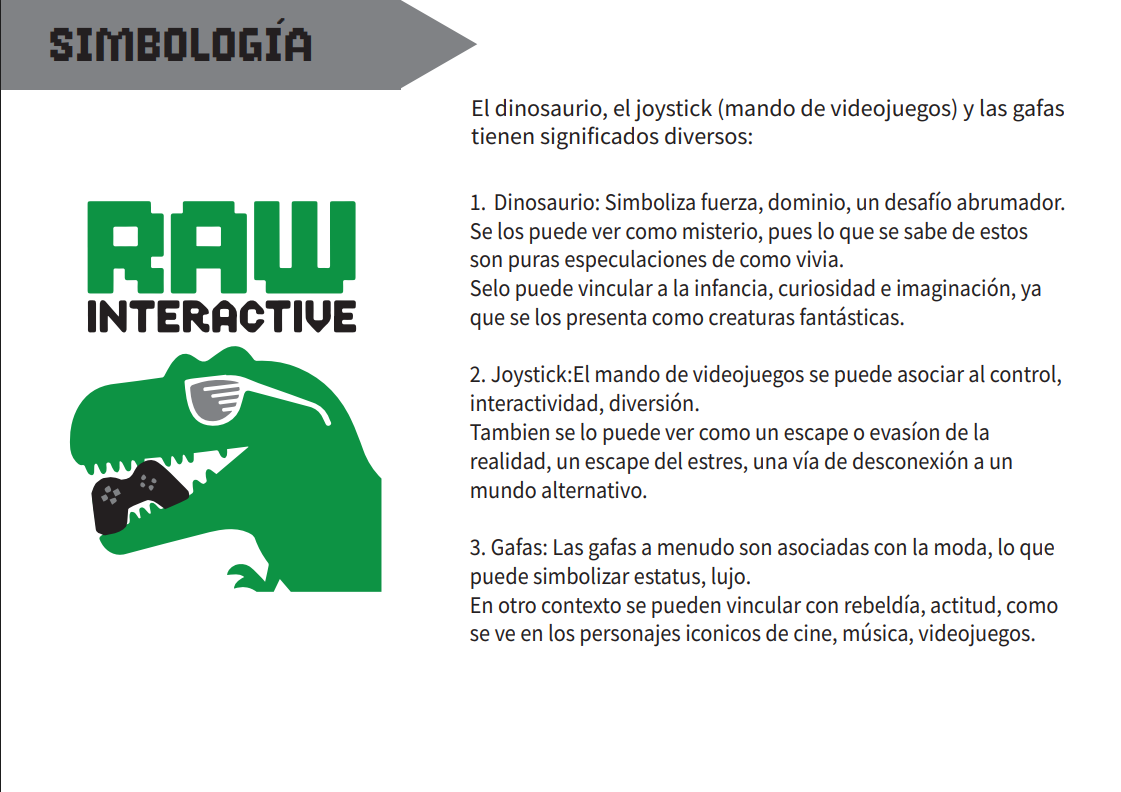 SIMBOLOGÍA
El dinosaurio, el joystick (mando de videojuegos) y las gafas
tienen significados diversos:
RAW
INTERACTIVE
1. Dinosaurio: Simboliza fuerza, dominio, un desafío abrumador.
Se los puede ver como misterio, pues lo que se sabe de estos
son puras especulaciones de como vivia.
Selo puede vincular a la infancia, curiosidad e imaginación, ya
que se los presenta como creaturas fantásticas.
2. Joystick:El mando de videojuegos se puede asociar al control,
interactividad, diversión.
Tambien se lo puede ver como un escape o evasíon de la
realidad, un escape del estres, una vía de desconexión a un
mundo alternativo.
3. Gafas: Las gafas a menudo son asociadas con la moda, lo que
puede simbolizar estatus, lujo.
En otro contexto se pueden vincular con rebeldía, actitud, como
se ve en los personajes iconicos de cine, música, videojuegos.